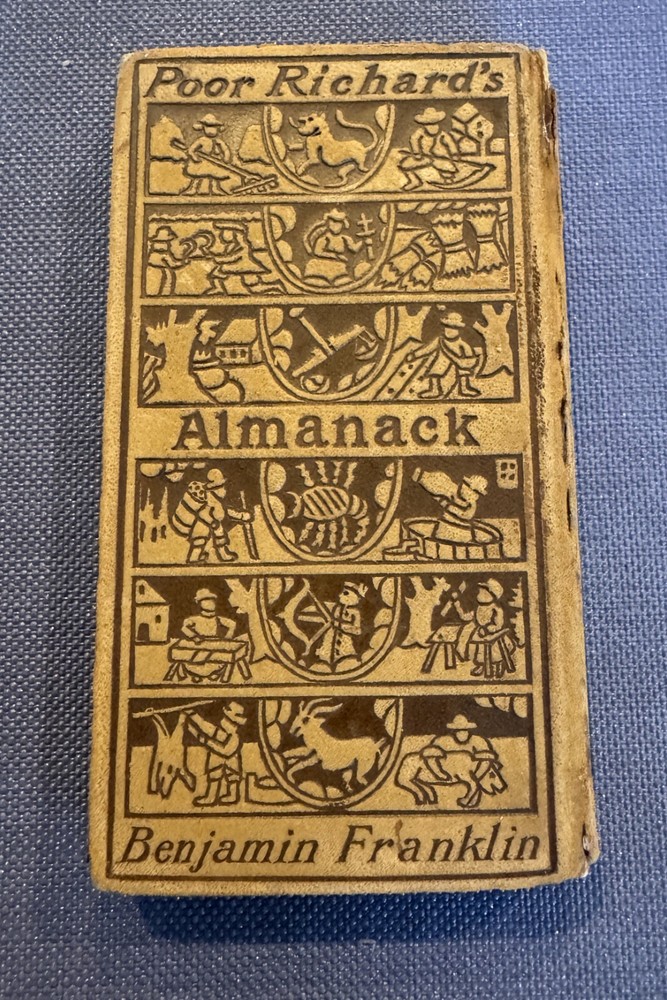 Poor Richard's
Almanack
Benjamin Franklin